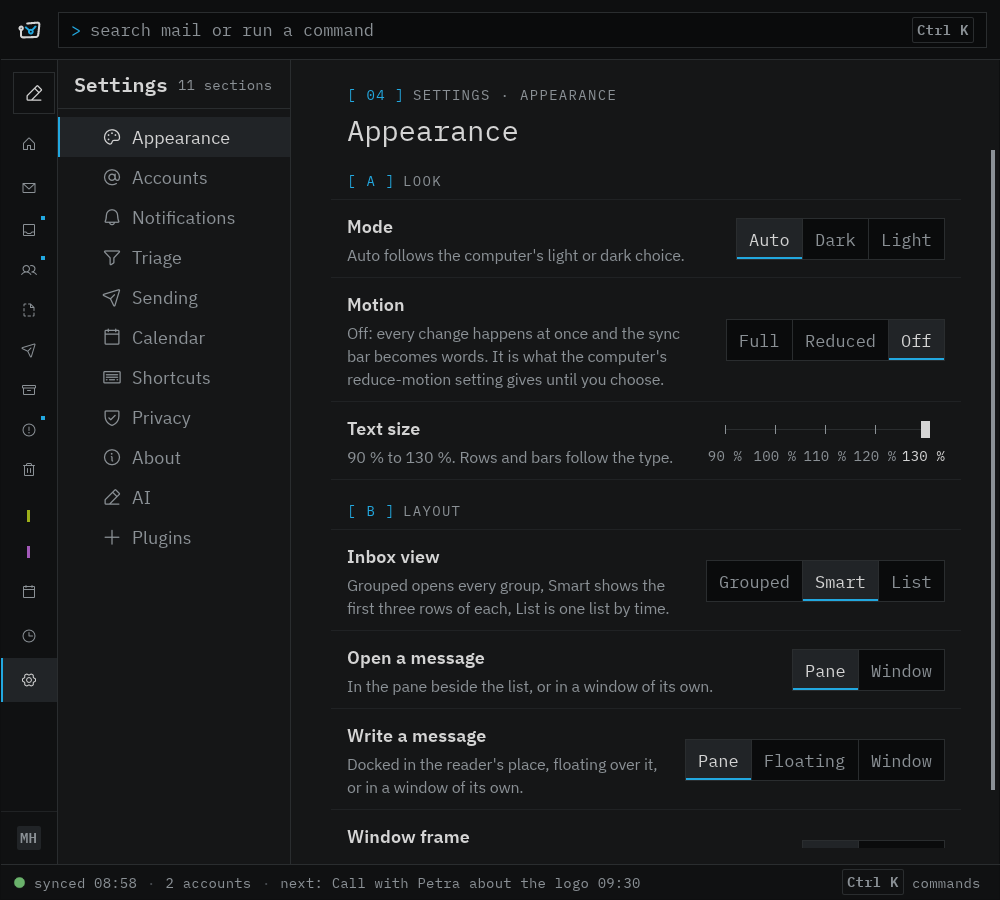 > search mail or run a command Ctrl K
Settings 11 sections
Appearance
Accounts
Notifications
Triage
Sending
Calendar
Shortcuts
Privacy
About
AI
Plugins
MH
[ 04 ] SETTINGS · APPEARANCE
Appearance
[ A ] LOOK
Mode
Auto follows the computer's light or dark choice.
Auto Dark Light
Motion
Off: every change happens at once and the sync
bar becomes words. It is what the computer's
reduce-motion setting gives until you choose.
Full Reduced Off
Text size
90 % to 130 %. Rows and bars follow the type.
90 % 100 % 110 % 120 % 130 %
[ B ] LAYOUT
Inbox view
Grouped opens every group, Smart shows the
first three rows of each, List is one list by time.
Grouped Smart List
Open a message
In the pane beside the list, or in a window of its own.
Pane Window
Write a message
Docked in the reader's place, floating over it,
or in a window of its own.
Pane Floating Window
Window frame
synced 08:58 · 2 accounts · next: Call with Petra about the logo 09:30
Ctrl K commands